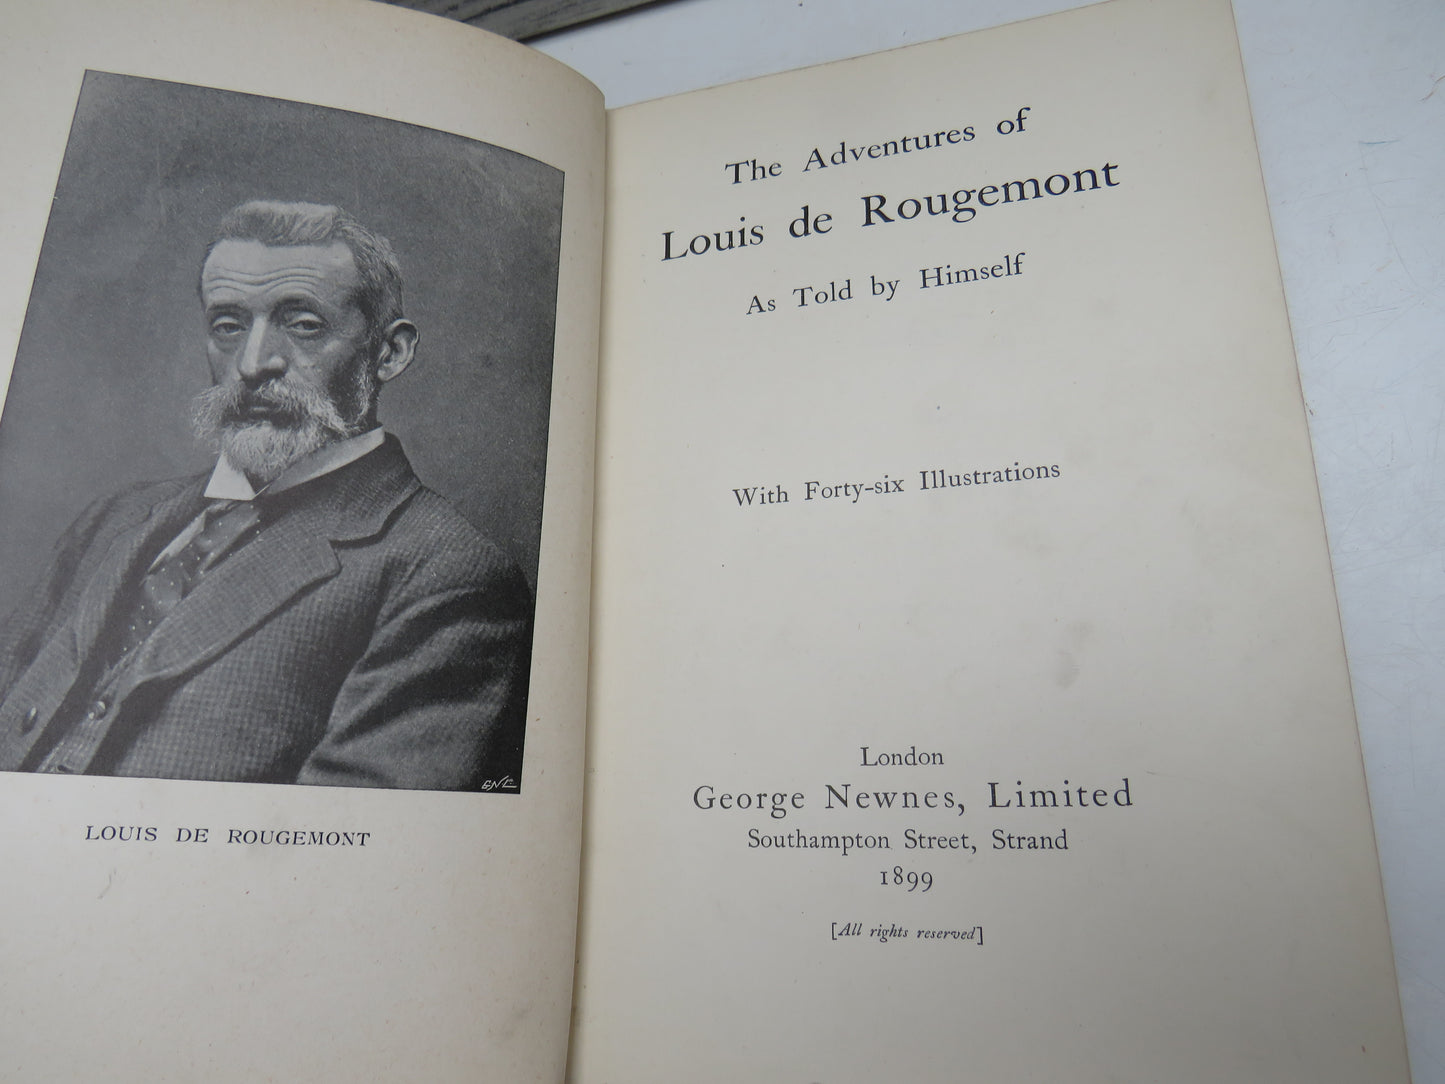 GNC
LOUIS DE ROUGEMONT
The Adventures of
Louis de Rougemont
As Told by Himself
With Forty-six Illustrations
London
George Newnes, Limited
Southampton Street, Strand
1899
[All rights reserved]